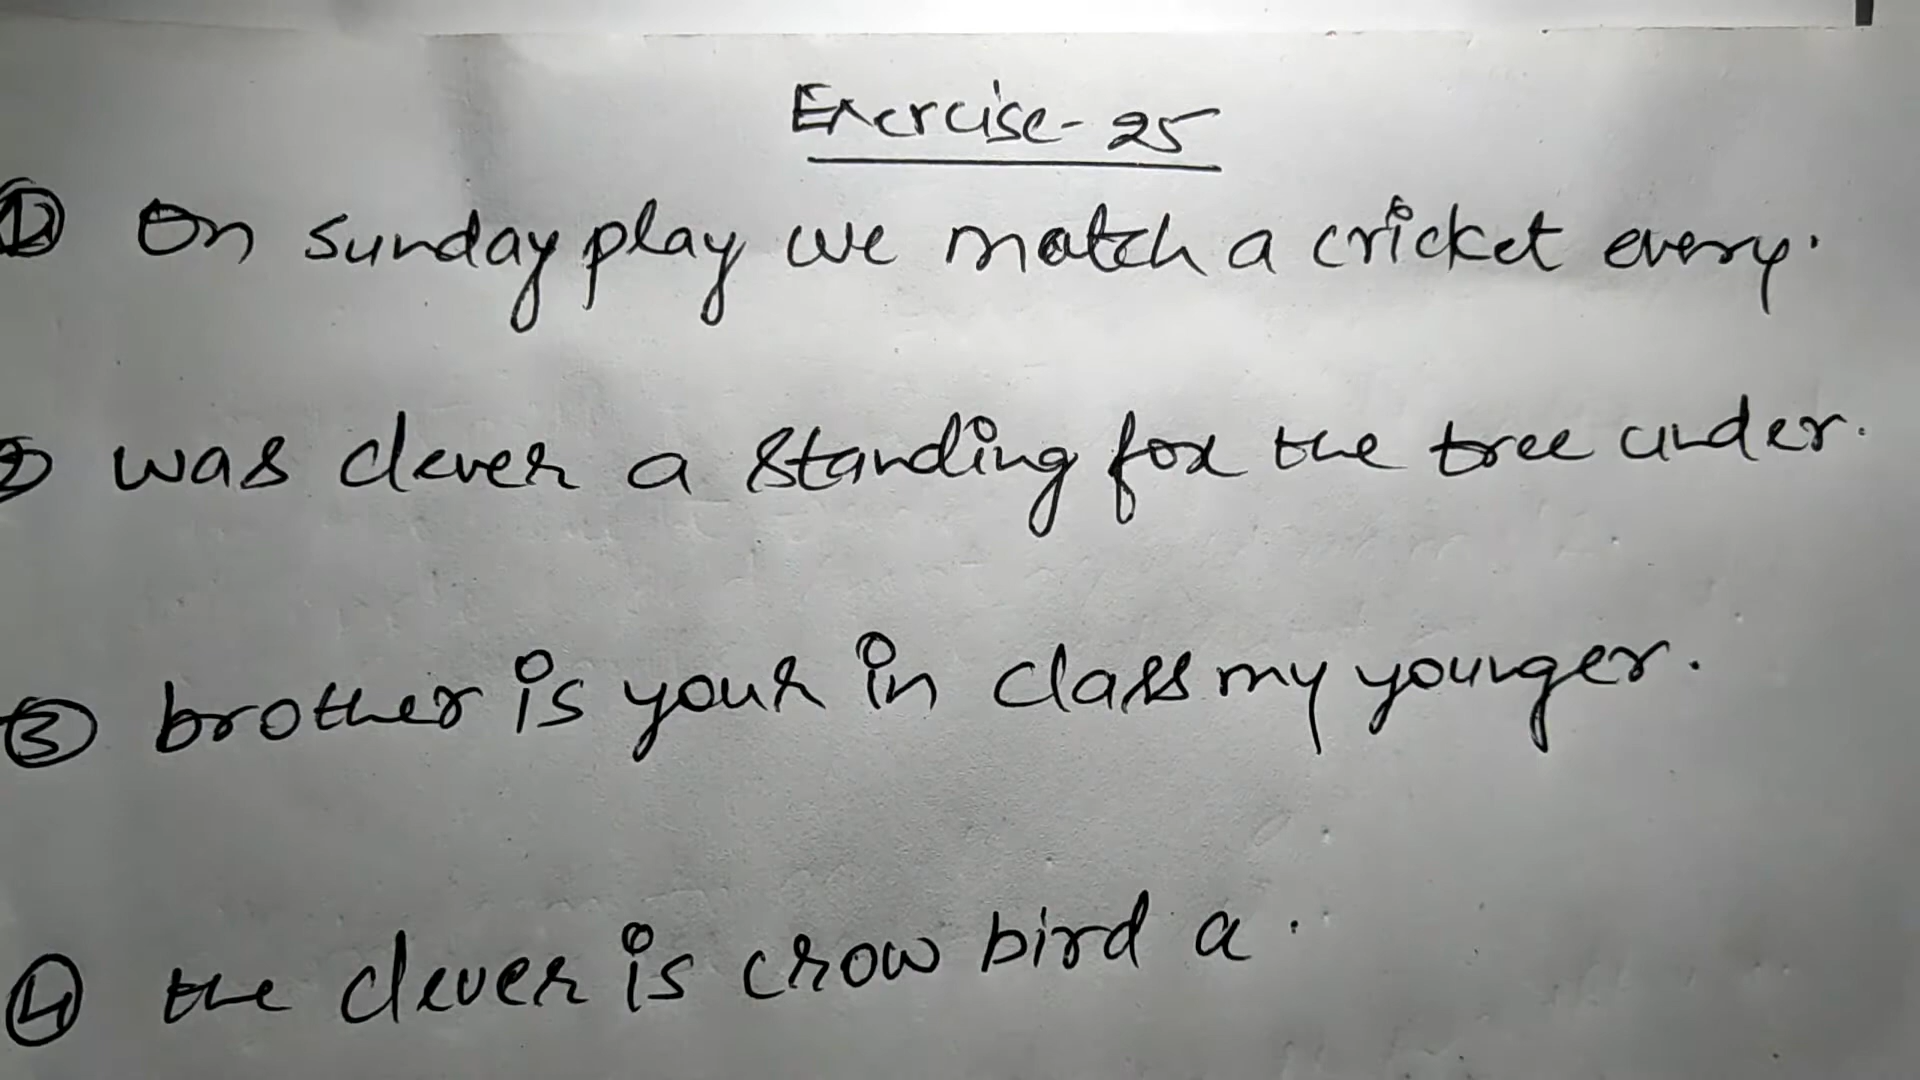 Exercise-25
① On sunday play we match a cricket every.
② was clever a standing fox the tree under.
③ brother is your in class my younger.
④ the clever is crow bird a.